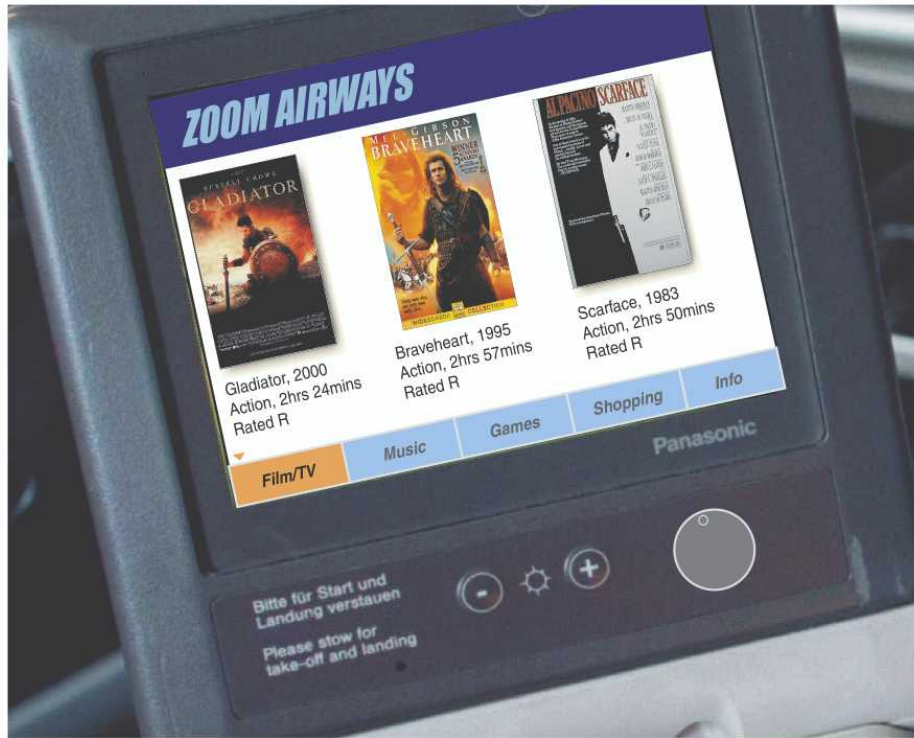 ZOOM AIRWAYS
RUSSELL CROWE
GLADIATOR
Gladiator, 2000
Action, 2hrs 24mins
Rated R
MEL GIBSON
BRAVEHEART
WINNER
5
Braveheart, 1995
Action, 2hrs 57mins
Rated R
AL PACINO SCARFACE
Scarface, 1983
Action, 2hrs 50mins
Rated R
Film/TV
Music
Games
Shopping
Info
Panasonic
Bitte für Start und
Landung verstauen
Please stow for
take-off and landing
- +